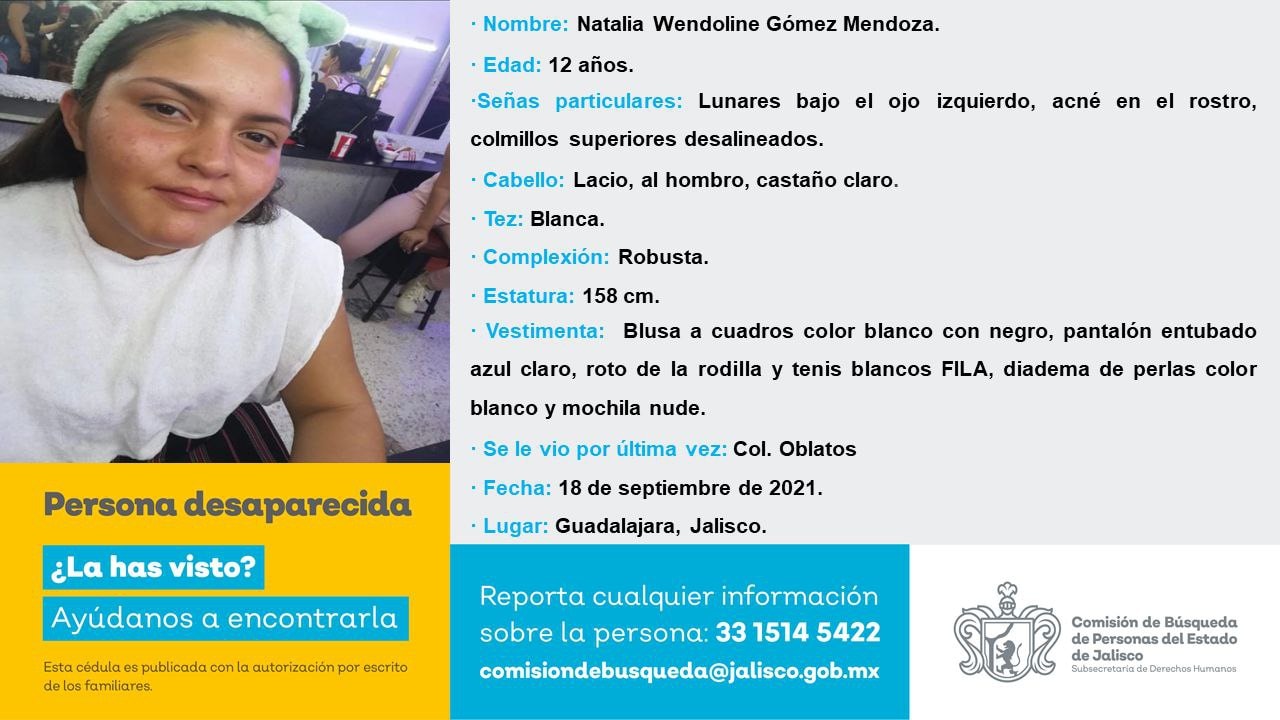 · Nombre: Natalia Wendoline Gómez Mendoza.
· Edad: 12 años.
·Señas particulares: Lunares bajo el ojo izquierdo, acné en el rostro,
colmillos superiores desalineados.
· Cabello: Lacio, al hombro, castaño claro.
· Tez: Blanca.
· Complexión: Robusta.
· Estatura: 158 cm.
· Vestimenta: Blusa a cuadros color blanco con negro, pantalón entubado
azul claro, roto de la rodilla y tenis blancos FILA, diadema de perlas color
blanco y mochila nude.
· Se le vio por última vez: Col. Oblatos
· Fecha: 18 de septiembre de 2021.
· Lugar: Guadalajara, Jalisco.
Persona desaparecida
¿La has visto?
Ayúdanos a encontrarla
Esta cédula es publicada con la autorización por escrito
de los familiares.
Reporta cualquier información
sobre la persona: 33 1514 5422
comisiondebusqueda@jalisco.gob.mx
Comisión de Búsqueda
de Personas del Estado
de Jalisco
Subsecretaría de Derechos Humanos